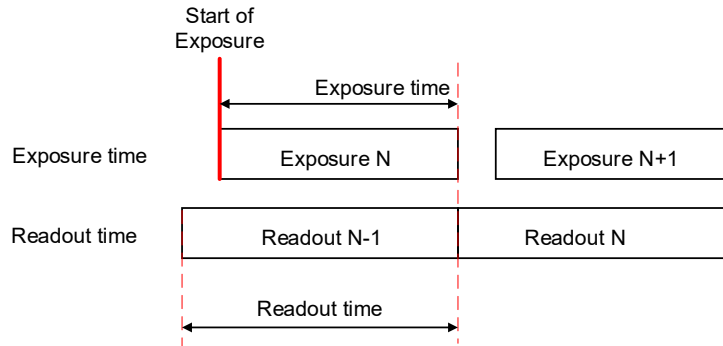 Start of
Exposure
Exposure time
Exposure time
Exposure N
Exposure N+1
Readout time
Readout N-1
Readout N
Readout time